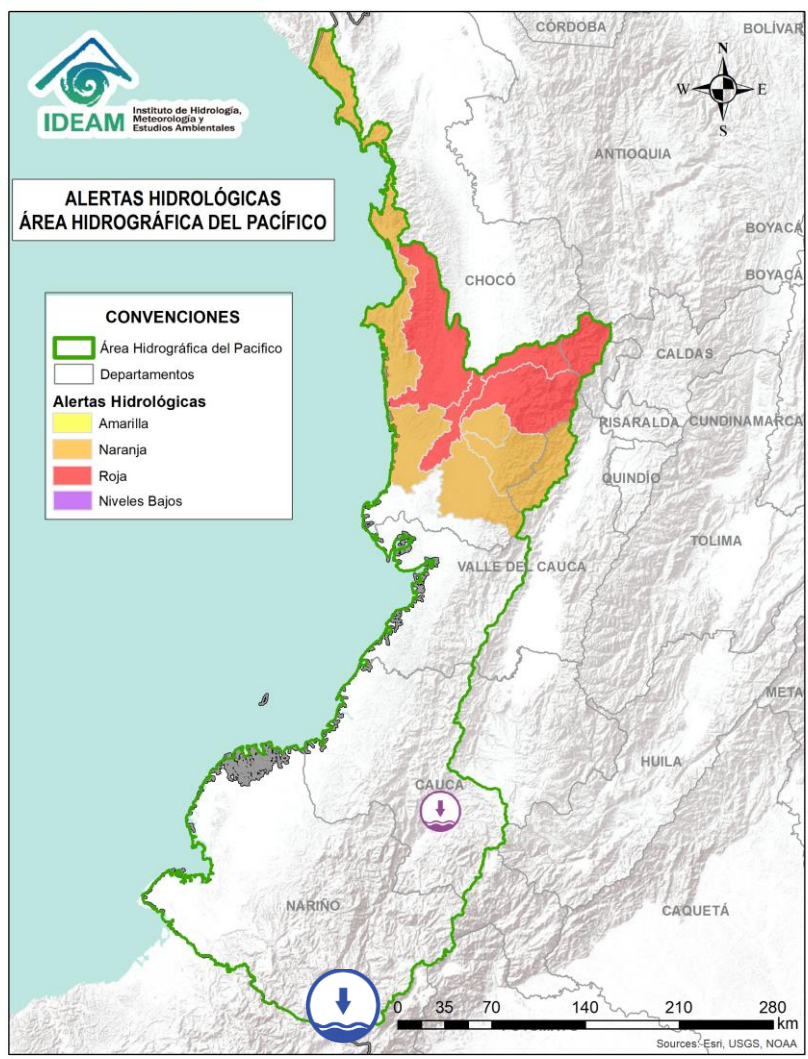 IDEAM
Instituto de Hidrología,
Meteorología y
Estudios Ambientales
ALERTAS HIDROLÓGICAS
ÁREA HIDROGRÁFICA DEL PACÍFICO
CONVENCIONES
Área Hidrográfica del Pacifico
Departamentos
Alertas Hidrológicas
Amarilla
Naranja
Roja
Niveles Bajos
N
W
E
S
CÓRDOBA
BOLÍVAR
ANTIOQUIA
BOYACÁ
BOYACÁ
CHOCÓ
CALDAS
RISARALDA
CUNDINAMARCA
QUINDÍO
TOLIMA
VALLE DEL CAUCA
META
HUILA
CAUCA
NARIÑO
CAQUETÁ
0 35 70 140 210 280
km
Sources: Esri, USGS, NOAA